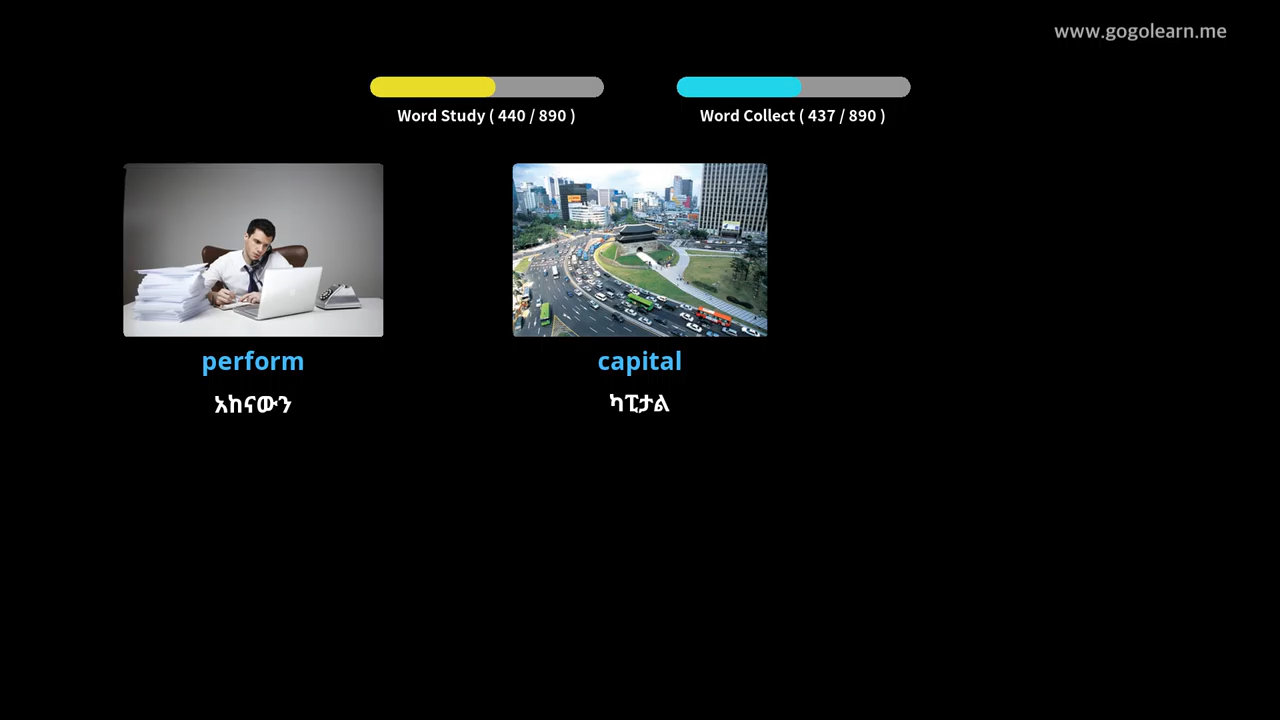 www.gogolearn.me
Word Study ( 440 / 890 )
Word Collect ( 437 / 890 )
perform
capital
አከናውን
ካፒታል